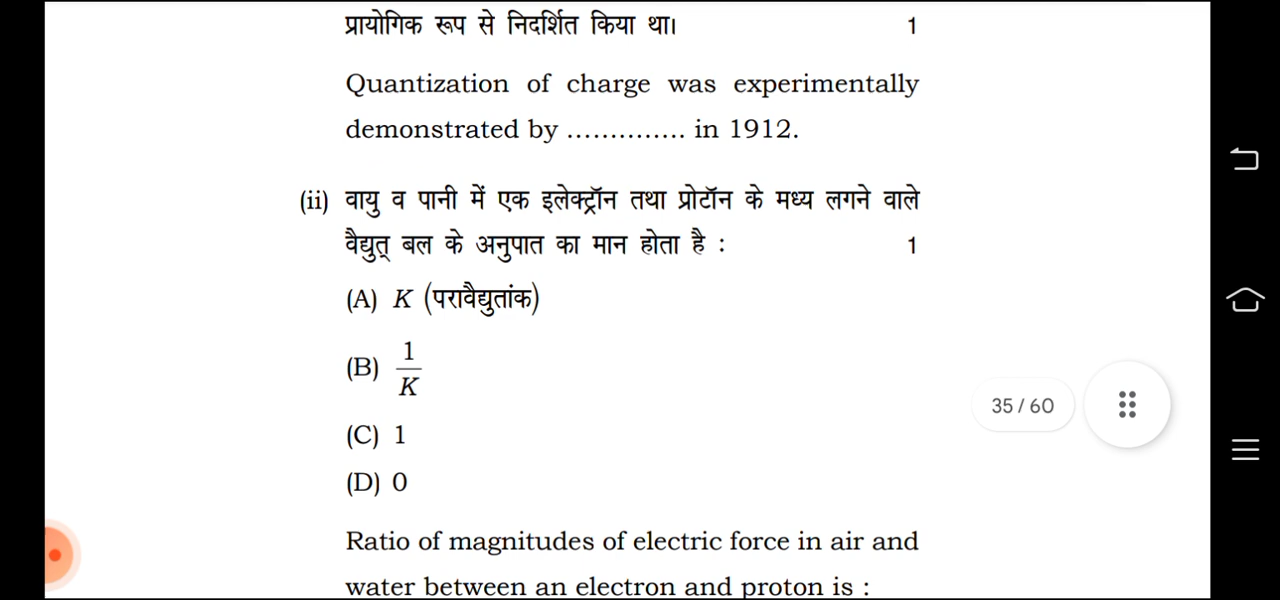 प्रायोगिक रूप से निदर्शित किया था। 1
Quantization of charge was experimentally
demonstrated by .............. in 1912.
(ii) वायु व पानी में एक इलेक्ट्रॉन तथा प्रोटॉन के मध्य लगने वाले
वैद्युत् बल के अनुपात का मान होता है : 1
(A) K (परावैद्युतांक)
(B) 1/K
(C) 1
(D) 0
35 / 60
Ratio of magnitudes of electric force in air and
water between an electron and proton is :